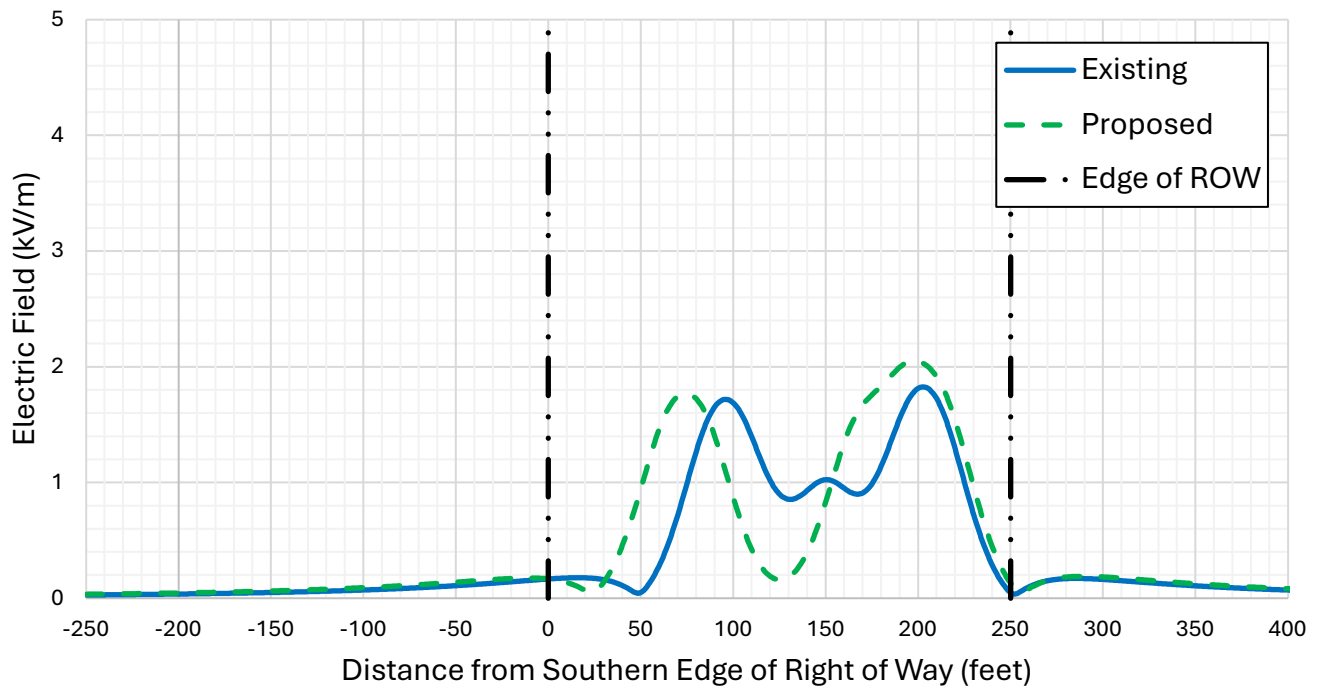 5
4
3
2
1
0
Electric Field (kV/m)
Existing
Proposed
Edge of ROW
-250 -200 -150 -100 -50 0 50 100 150 200 250 300 350 400
Distance from Southern Edge of Right of Way (feet)